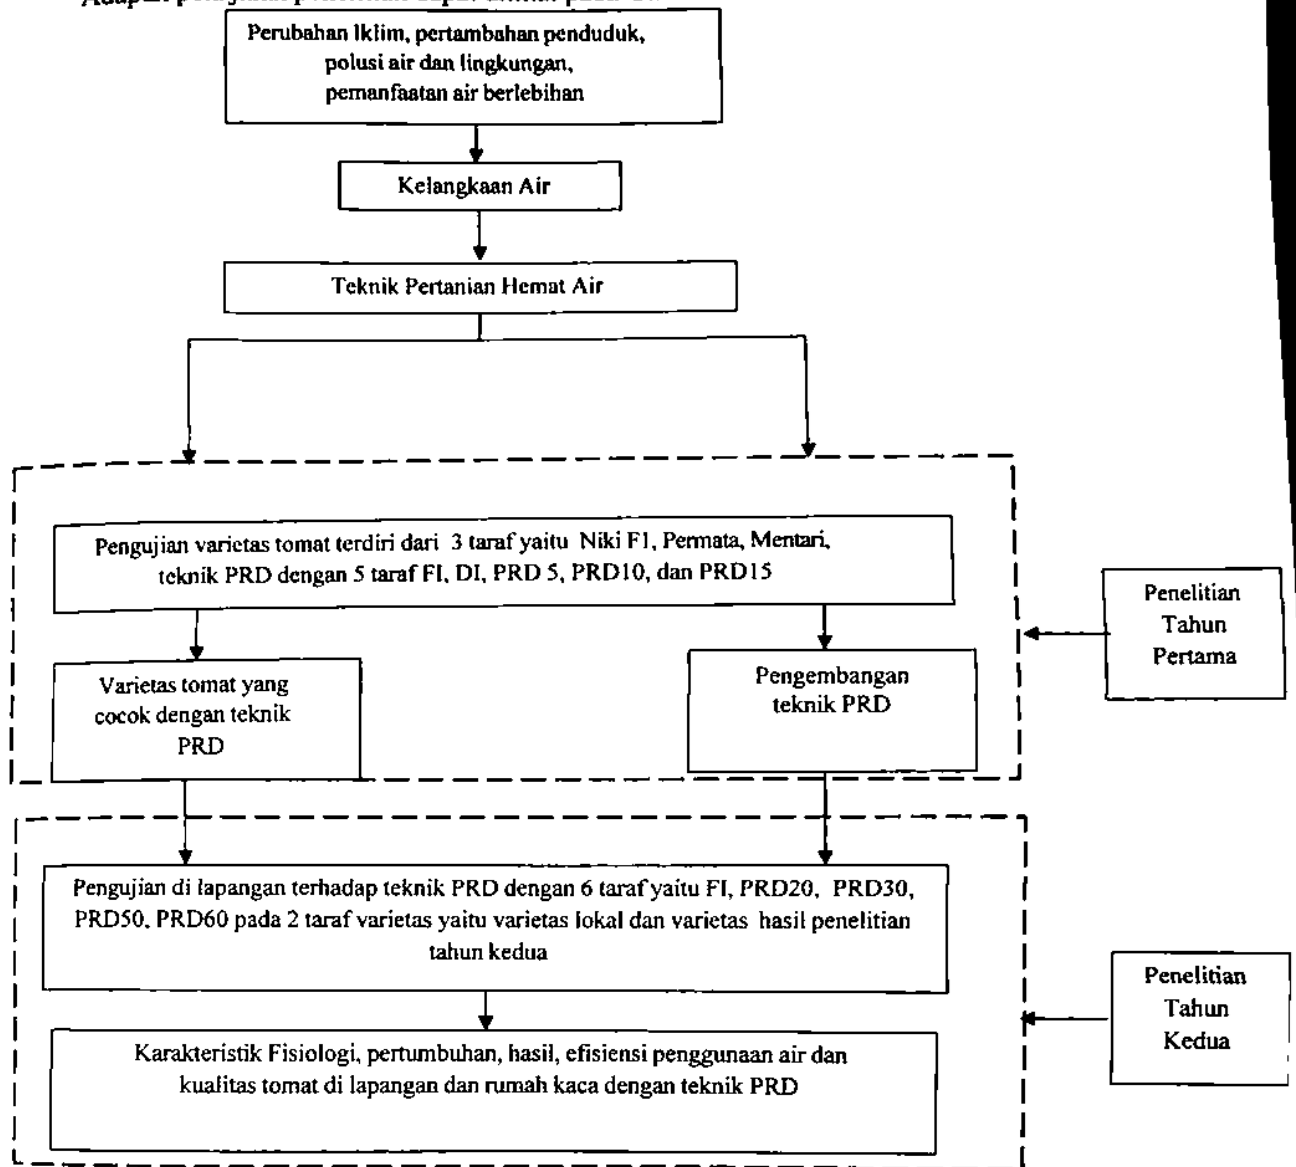 Perubahan Iklim, pertambahan penduduk,
polusi air dan lingkungan,
pemanfaatan air berlebihan
Kelangkaan Air
Teknik Pertanian Hemat Air
Pengujian varietas tomat terdiri dari 3 taraf yaitu Niki F1, Permata, Mentari,
teknik PRD dengan 5 taraf FI, DI, PRD 5, PRD10, dan PRD15
Penelitian
Tahun
Pertama
Varietas tomat yang
cocok dengan teknik
PRD
Pengembangan
teknik PRD
Pengujian di lapangan terhadap teknik PRD dengan 6 taraf yaitu FI, PRD20, PRD30,
PRD50, PRD60 pada 2 taraf varietas yaitu varietas lokal dan varietas hasil penelitian
tahun kedua
Penelitian
Tahun
Kedua
Karakteristik Fisiologi, pertumbuhan, hasil, efisiensi penggunaan air dan
kualitas tomat di lapangan dan rumah kaca dengan teknik PRD